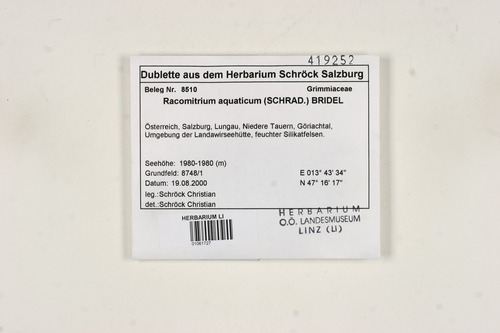 419252
Dublette aus dem Herbarium Schröck Salzburg
Beleg Nr. 8510 Grimmiaceae
Racomitrium aquaticum (SCHRAD.) BRIDEL
Österreich, Salzburg, Lungau, Niedere Tauern, Göriachtal,
Umgebung der Landawirseehütte, feuchter Silikatfelsen.
Seehöhe: 1980-1980 (m)
Grundfeld: 8748/1 E 013° 43' 34"
Datum: 19.08.2000 N 47° 16' 17"
leg.:Schröck Christian
det.:Schröck Christian
HERBARIUM LI
01061727
HERBARIUM
O.Ö. LANDESMUSEUM
LINZ (LI)